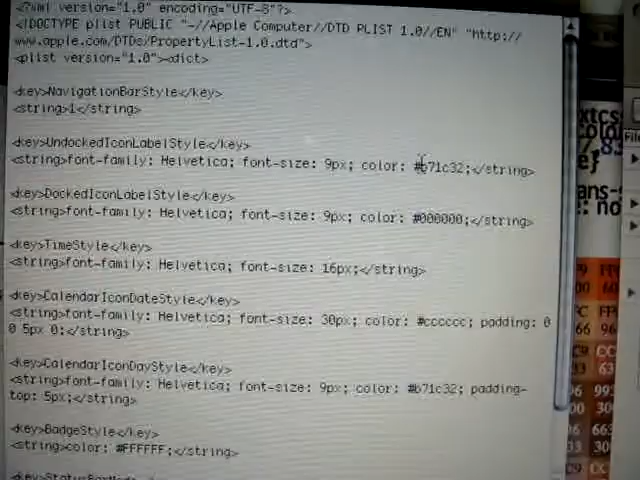 <?xml version="1.0" encoding="UTF-8"?>
<!DOCTYPE plist PUBLIC "-//Apple Computer//DTD PLIST 1.0//EN" "http://
www.apple.com/DTDs/PropertyList-1.0.dtd">
<plist version="1.0"><dict>
<key>NavigationBarStyle</key>
<string>1</string>
<key>UndockedIconLabelStyle</key>
<string>font-family: Helvetica; font-size: 9px; color: #b71c32;</string>
<key>DockedIconLabelStyle</key>
<string>font-family: Helvetica; font-size: 9px; color: #000000;</string>
<key>TimeStyle</key>
<string>font-family: Helvetica; font-size: 16px;</string>
<key>CalendarIconDateStyle</key>
<string>font-family: Helvetica; font-size: 30px; color: #cccccc; padding: 0
0 5px 0;</string>
<key>CalendarIconDayStyle</key>
<string>font-family: Helvetica; font-size: 9px; color: #b71c32; padding-
top: 5px;</string>
<key>BadgeStyle</key>
<string>color: #FFFFFF;</string>